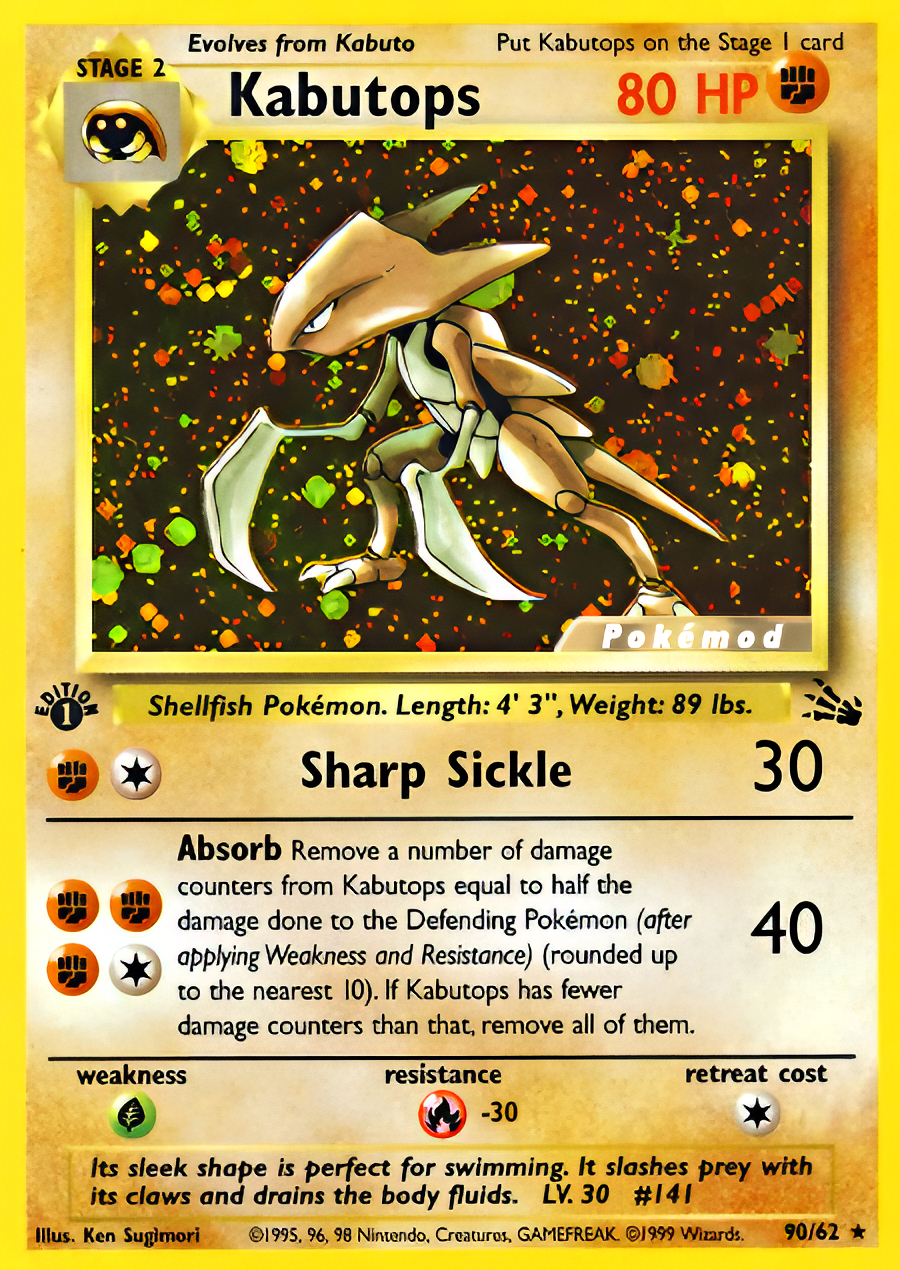 Evolves from Kabuto Put Kabutops on the Stage 1 card
STAGE 2
Kabutops 80 HP
Pokémod
EDITION 1
Shellfish Pokémon. Length: 4' 3", Weight: 89 lbs.
Sharp Sickle 30
Absorb Remove a number of damage
counters from Kabutops equal to half the
damage done to the Defending Pokémon (after
applying Weakness and Resistance) (rounded up
to the nearest 10). If Kabutops has fewer
damage counters than that, remove all of them.
40
weakness resistance retreat cost
-30
Its sleek shape is perfect for swimming. It slashes prey with
its claws and drains the body fluids. LV. 30 #141
Illus. Ken Sugimori ©1995, 96, 98 Nintendo, Creatures, GAMEFREAK. ©1999 Wizards. 90/62 ★